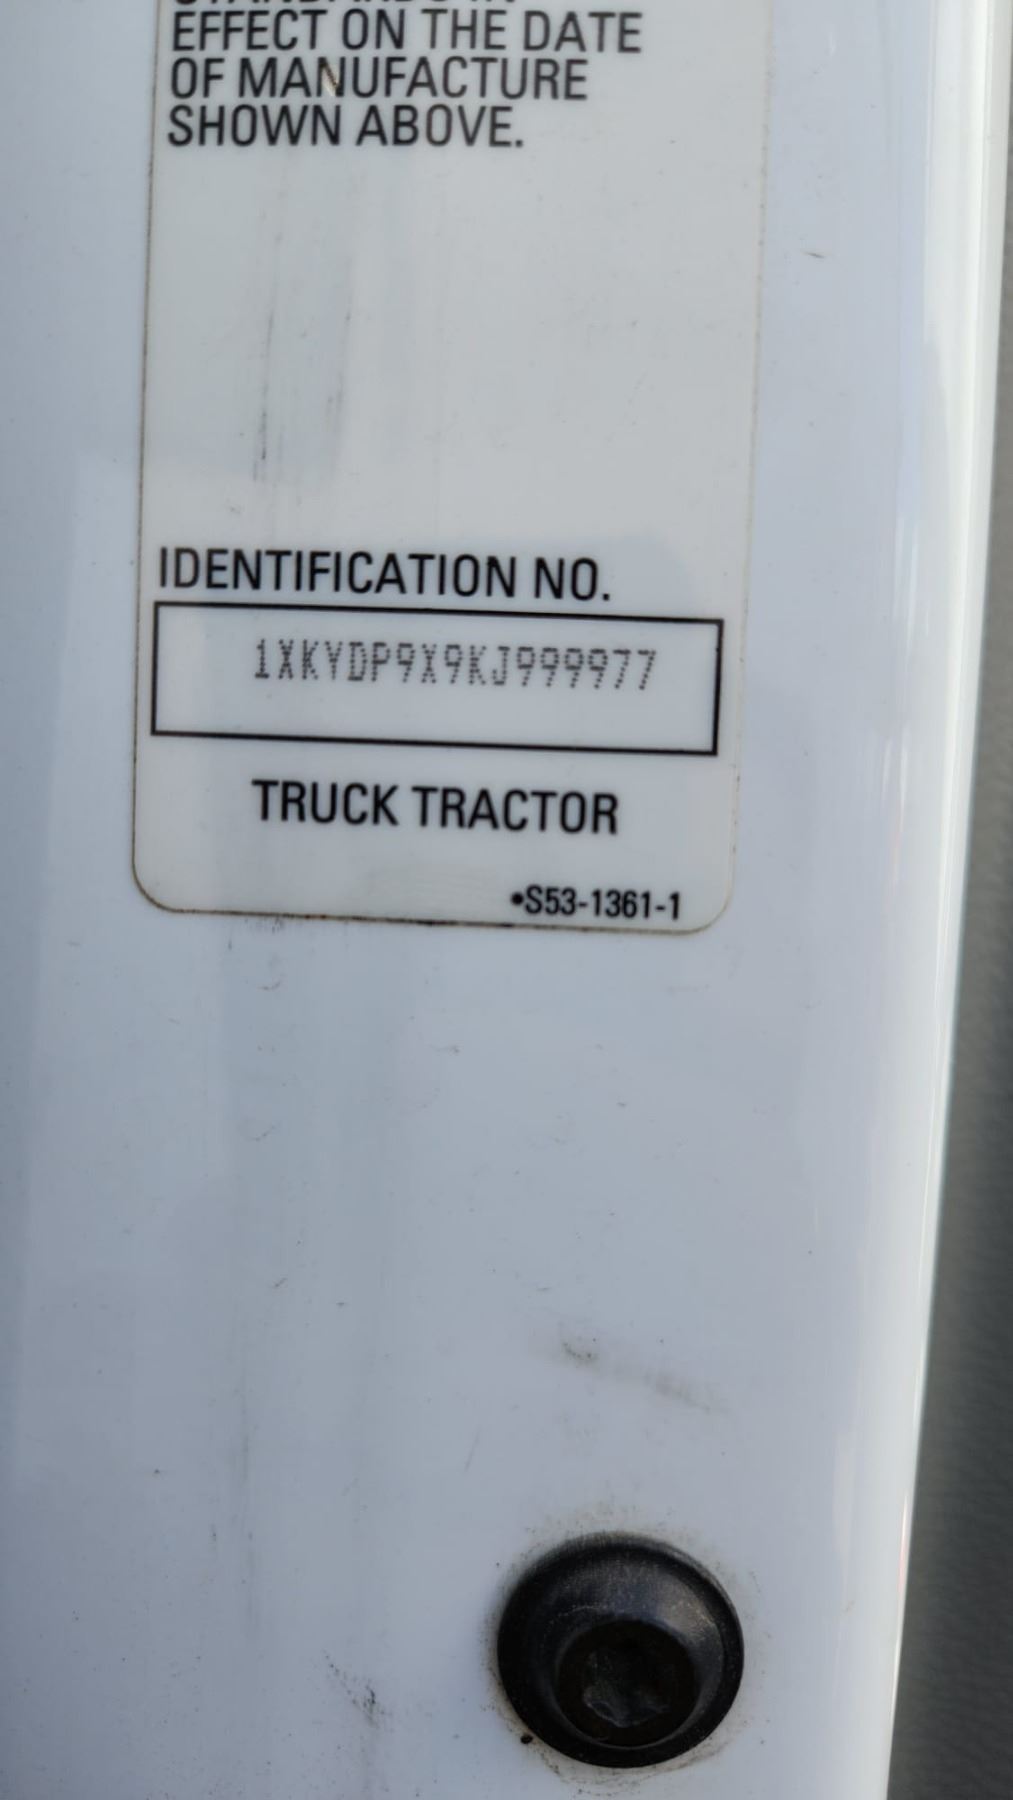 EFFECT ON THE DATE
OF MANUFACTURE
SHOWN ABOVE.
IDENTIFICATION NO.
1XKYDP9X9KJ999977
TRUCK TRACTOR
•S53-1361-1